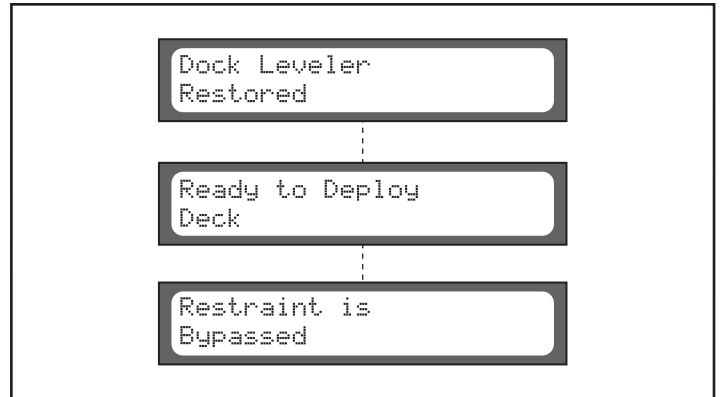 Dock Leveler
Restored
Ready to Deploy
Deck
Restraint is
Bypassed